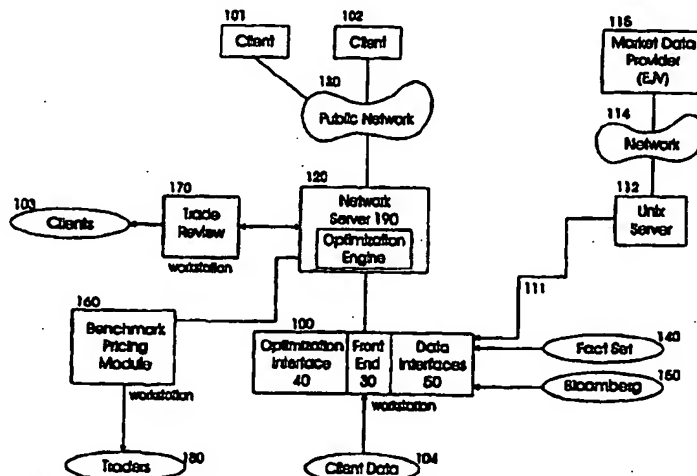 101
Client
102
Client
115
Market Data
Provider
(EJV)
130
Public Network
114
Network
120
Network
Server 190
Optimization
Engine
112
Unix
Server
103
Clients
170
Trade
Review
workstation
111
160
Benchmark
Pricing
Module
workstation
100
Optimization
Interface
40
Front
End
30
Data
Interfaces
50
workstation
140
Fact Set
150
Bloomberg
Traders
180
Client Data
104